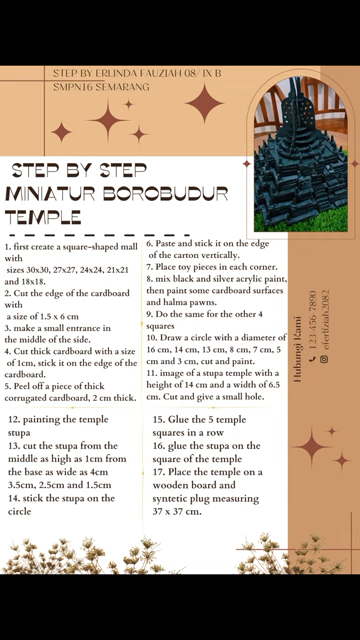 STEP BY ERLINDA FAUZIAH 08/ IX B
SMPN16 SEMARANG
STEP BY STEP
MINIATUR BOROBUDUR
TEMPLE
1. first create a square-shaped mall
with
sizes 30x30, 27x27, 24x24, 21x21
and 18x18.
2. Cut the edge of the cardboard
with
a size of 1.5 x 6 cm
3. make a small entrance in
the middle of the side.
4. Cut thick cardboard with a size
of 1cm, stick it on the edge of the
cardboard.
5. Peel off a piece of thick
corrugated cardboard, 2 cm thick.
6. Paste and stick it on the edge
of the carton vertically.
7. Place toy pieces in each corner.
8. mix black and silver acrylic paint,
then paint some cardboard surfaces
and halma pawns.
9. Do the same for the other 4
squares
10. Draw a circle with a diameter of
16 cm, 14 cm, 13 cm, 8 cm, 7 cm, 5
cm and 3 cm, cut and paint.
11. image of a stupa temple with a
height of 14 cm and a width of 6.5
cm. Cut and give a small hole.
12. painting the temple
stupa
13. cut the stupa from the
middle as high as 1cm from
the base as wide as 4cm
3.5cm, 2.5cm and 1.5cm
14. stick the stupa on the
circle
15. Glue the 5 temple
squares in a row
16. glue the stupa on the
square of the temple
17. Place the temple on a
wooden board and
syntetic plug measuring
37 x 37 cm.
Hubungi Kami
123-456-7890
eferlfziah2082